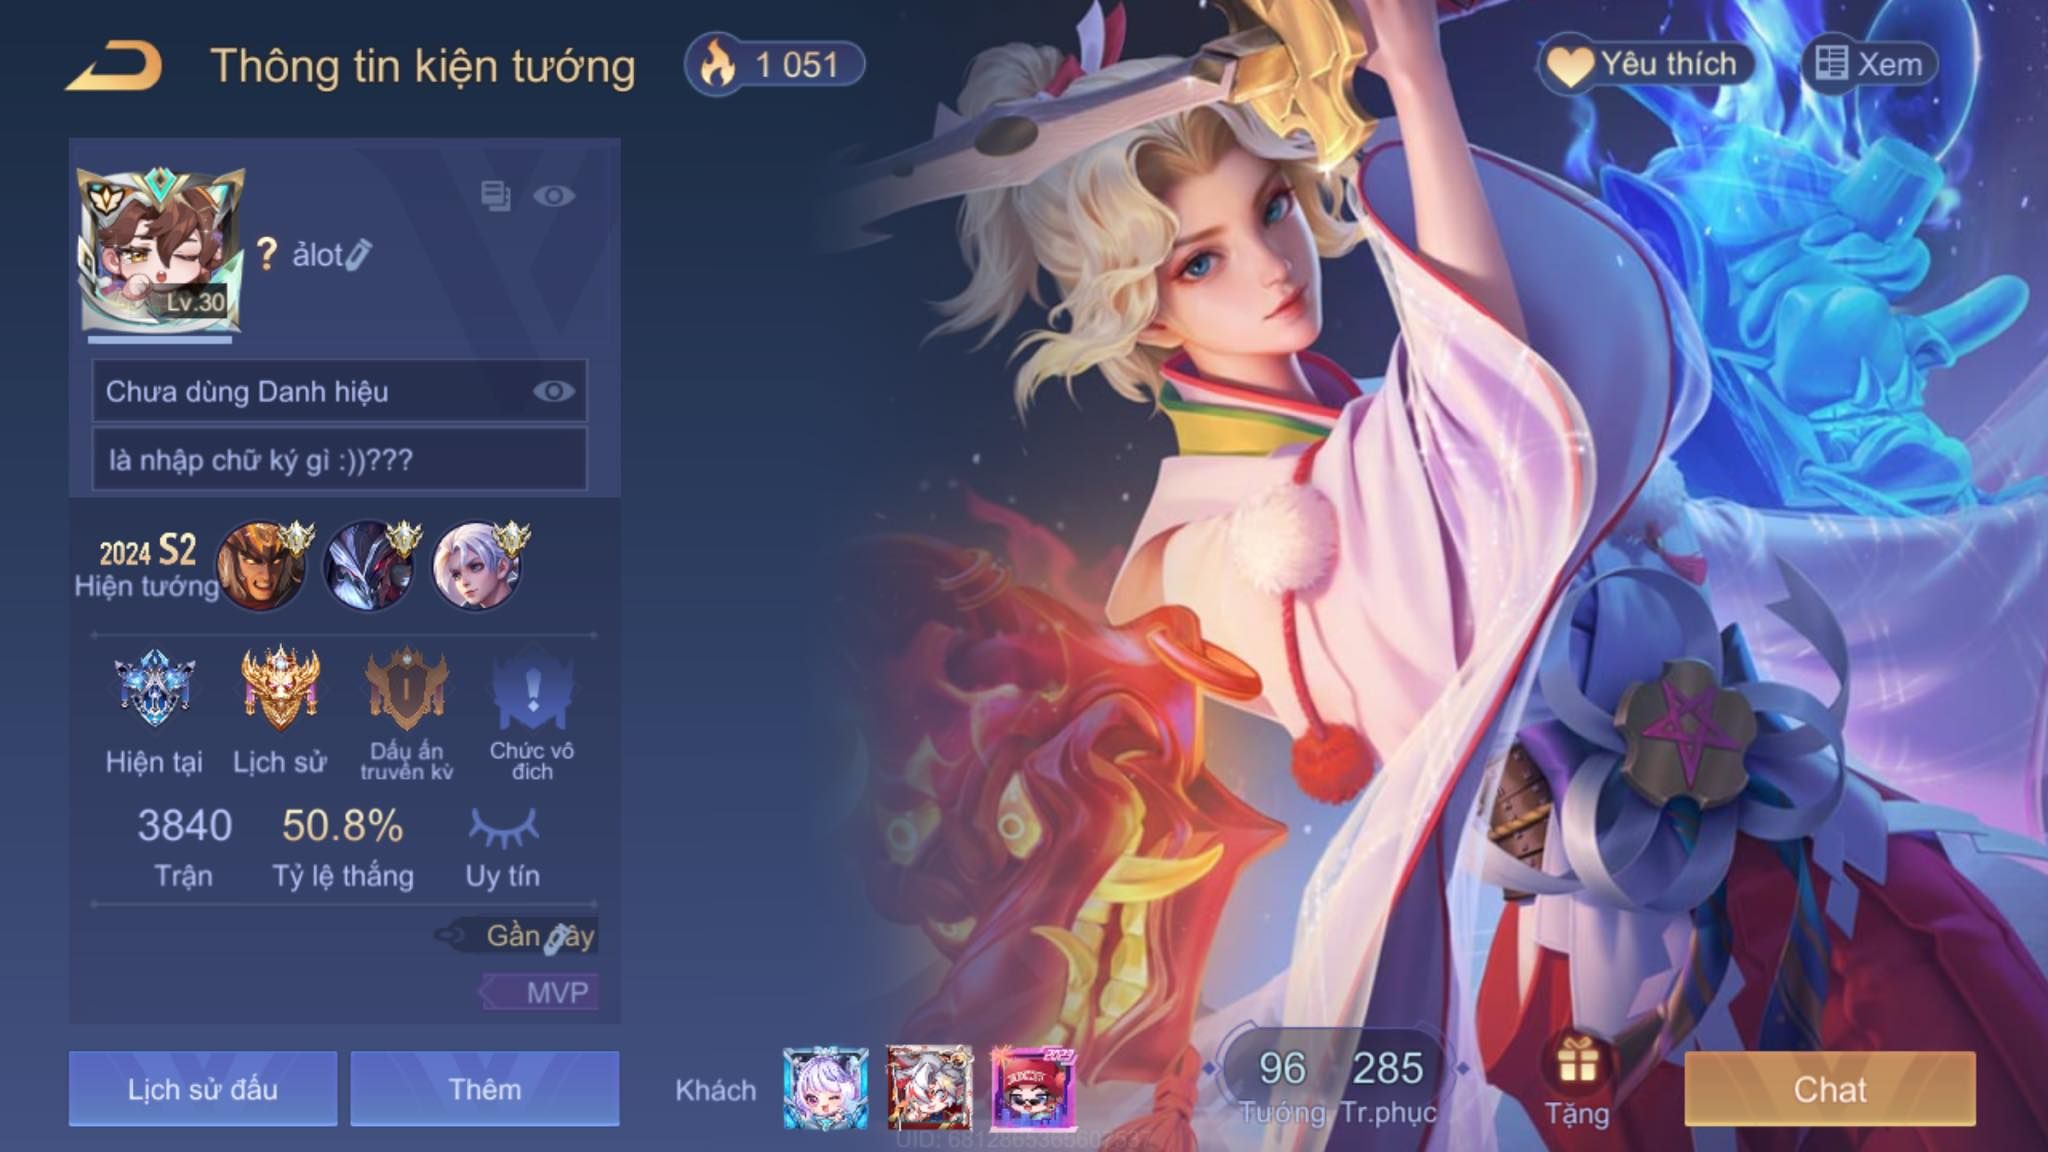 Thông tin kiện tướng
1 051
Yêu thích
Xem
Lv.30
? ảlot
Chưa dùng Danh hiệu
là nhập chữ ký gì :))???
2024 S2
Hiện tướng
Hiện tại
Lịch sử
Dấu ấn
truyền kỳ
Chức vô
địch
3840
50.8%
Trận
Tỷ lệ thắng
Uy tín
Gần đây
MVP
Lịch sử đấu
Thêm
Khách
2023
96 285
Tướng Tr.phục
Tặng
Chat